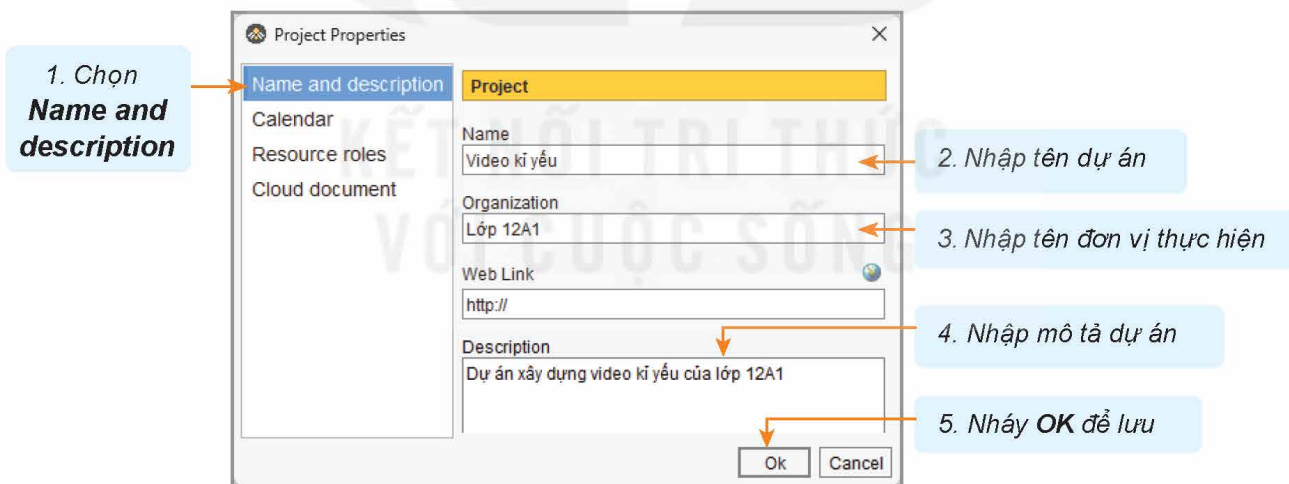 Project Properties
1. Chọn
Name and
description
Name and description
Calendar
Resource roles
Cloud document
Project
Name
Video kỉ yếu
Organization
Lớp 12A1
Web Link
http://
Description
Dự án xây dựng video kỉ yếu của lớp 12A1
Ok
Cancel
2. Nhập tên dự án
3. Nhập tên đơn vị thực hiện
4. Nhập mô tả dự án
5. Nháy OK để lưu
KẾT NỐI TRI THỨC
VỚI CUỘC SỐNG